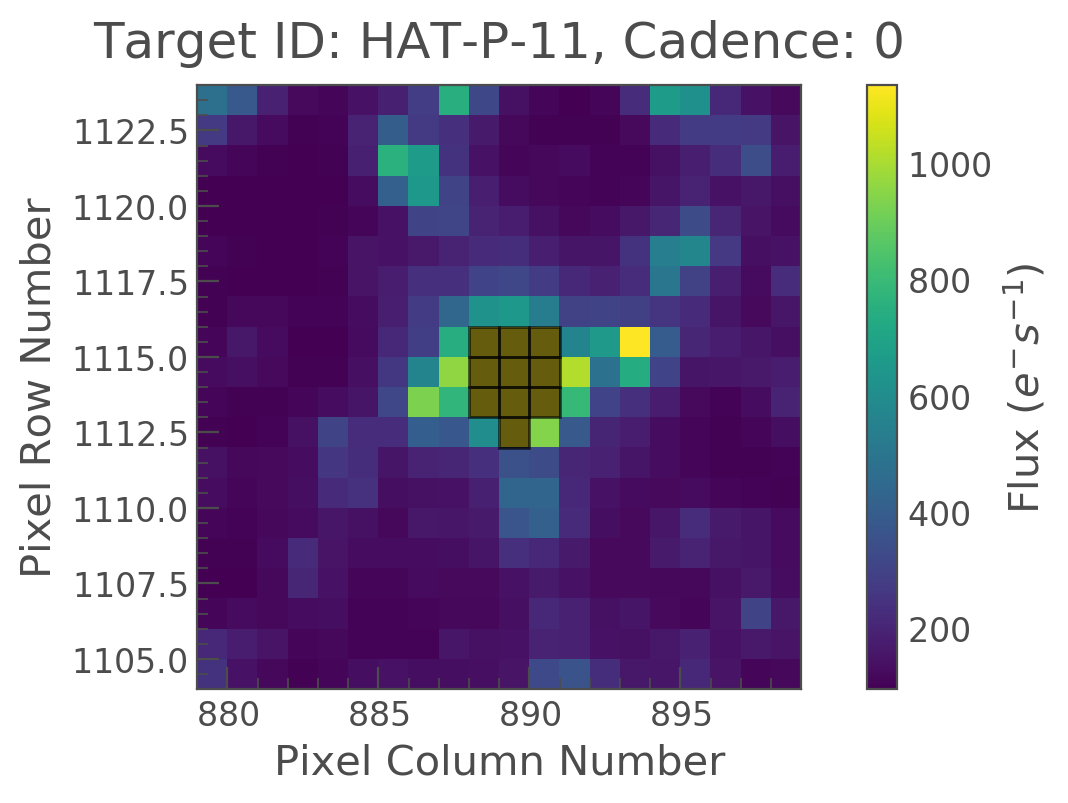 Target ID: HAT-P-11, Cadence: 0
1122.5
1120.0
1117.5
1115.0
1112.5
1110.0
1107.5
1105.0
Pixel Row Number
880 885 890 895
Pixel Column Number
1000
800
600
400
200
Flux (e⁻s⁻¹)